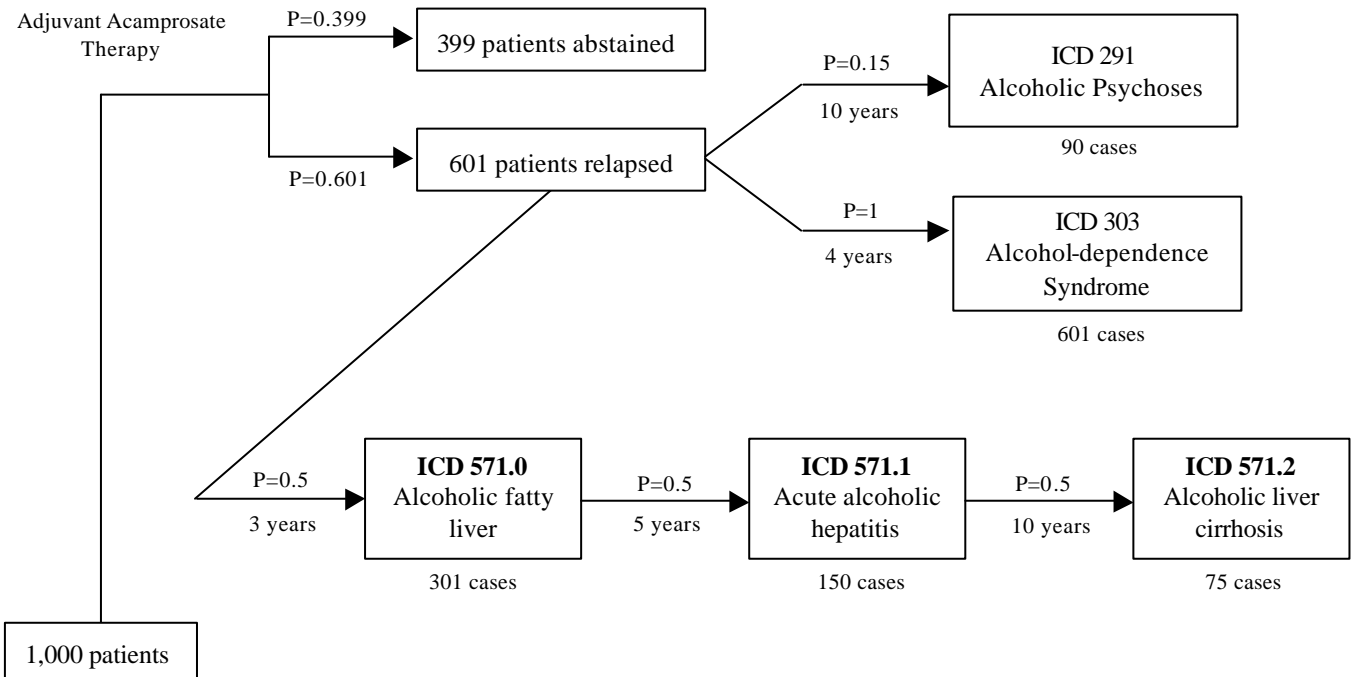 Adjuvant Acamprosate
Therapy
P=0.399
399 patients abstained
P=0.601
601 patients relapsed
P=0.15
10 years
ICD 291
Alcoholic Psychoses
90 cases
P=1
4 years
ICD 303
Alcohol-dependence
Syndrome
601 cases
P=0.5
3 years
ICD 571.0
Alcoholic fatty
liver
301 cases
P=0.5
5 years
ICD 571.1
Acute alcoholic
hepatitis
150 cases
P=0.5
10 years
ICD 571.2
Alcoholic liver
cirrhosis
75 cases
1,000 patients